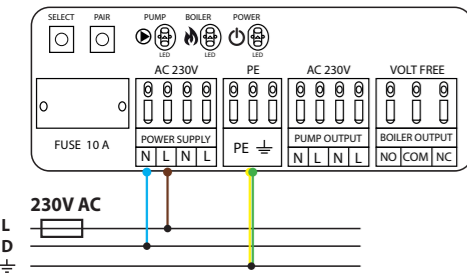 SELECT PAIR PUMP BOILER POWER
LED LED LED
AC 230V PE AC 230V VOLT FREE
FUSE 10 A
POWER SUPPLY PE PUMP OUTPUT BOILER OUTPUT
N L N L N L N L NO COM NC
230V AC
L
D